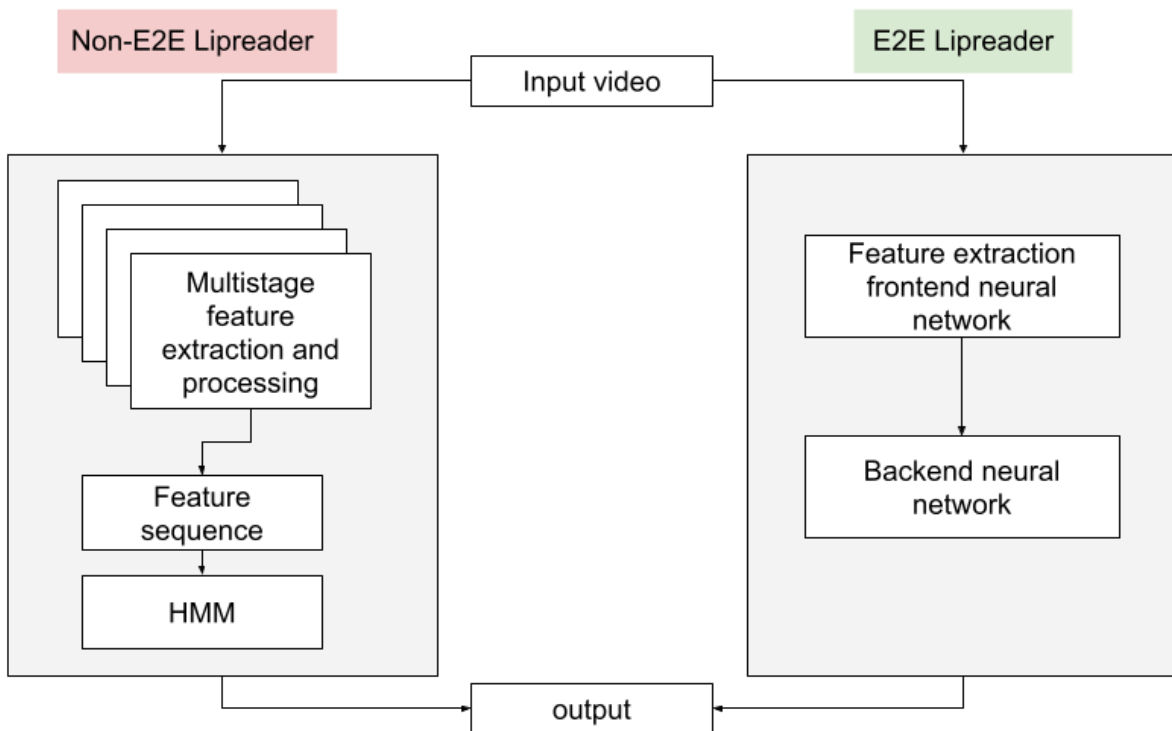 Non-E2E Lipreader
E2E Lipreader
Input video
Multistage
feature
extraction and
processing
Feature
sequence
HMM
Feature extraction
frontend neural
network
Backend neural
network
output